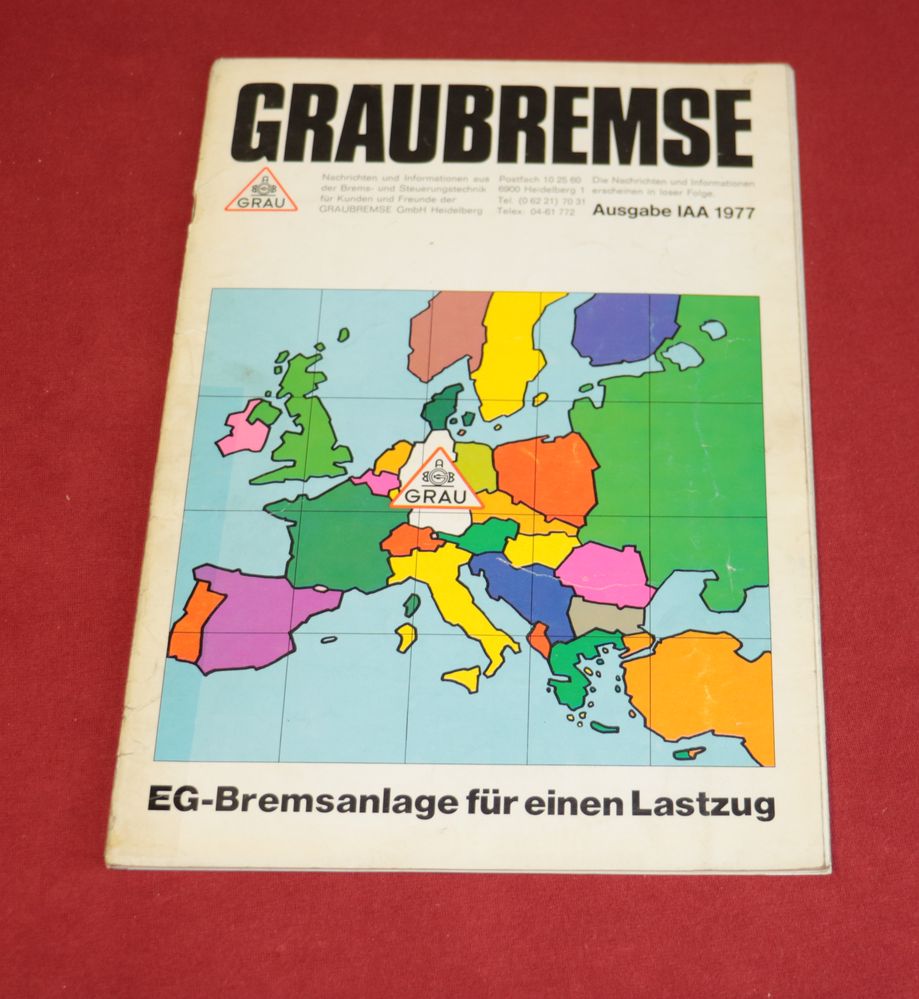 GRAUBREMSE
A
BGB
GRAU
Nachrichten und Informationen aus
der Brems- und Steuerungstechnik
für Kunden und Freunde der
GRAUBREMSE GmbH Heidelberg
Postfach 10 25 60
6900 Heidelberg 1
Tel. (0 62 21) 70 31
Telex: 04-61 772
Die Nachrichten und Informationen
erscheinen in loser Folge.
Ausgabe IAA 1977
A
BGB
GRAU
EG-Bremsanlage für einen Lastzug